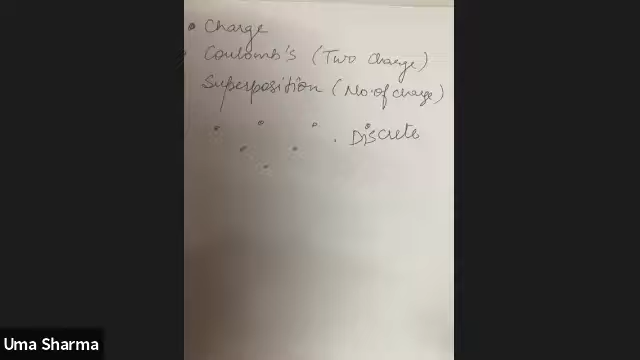 • Charge
Coulomb's (Two charge)
Superposition (No. of charge)
Discrete
Uma Sharma